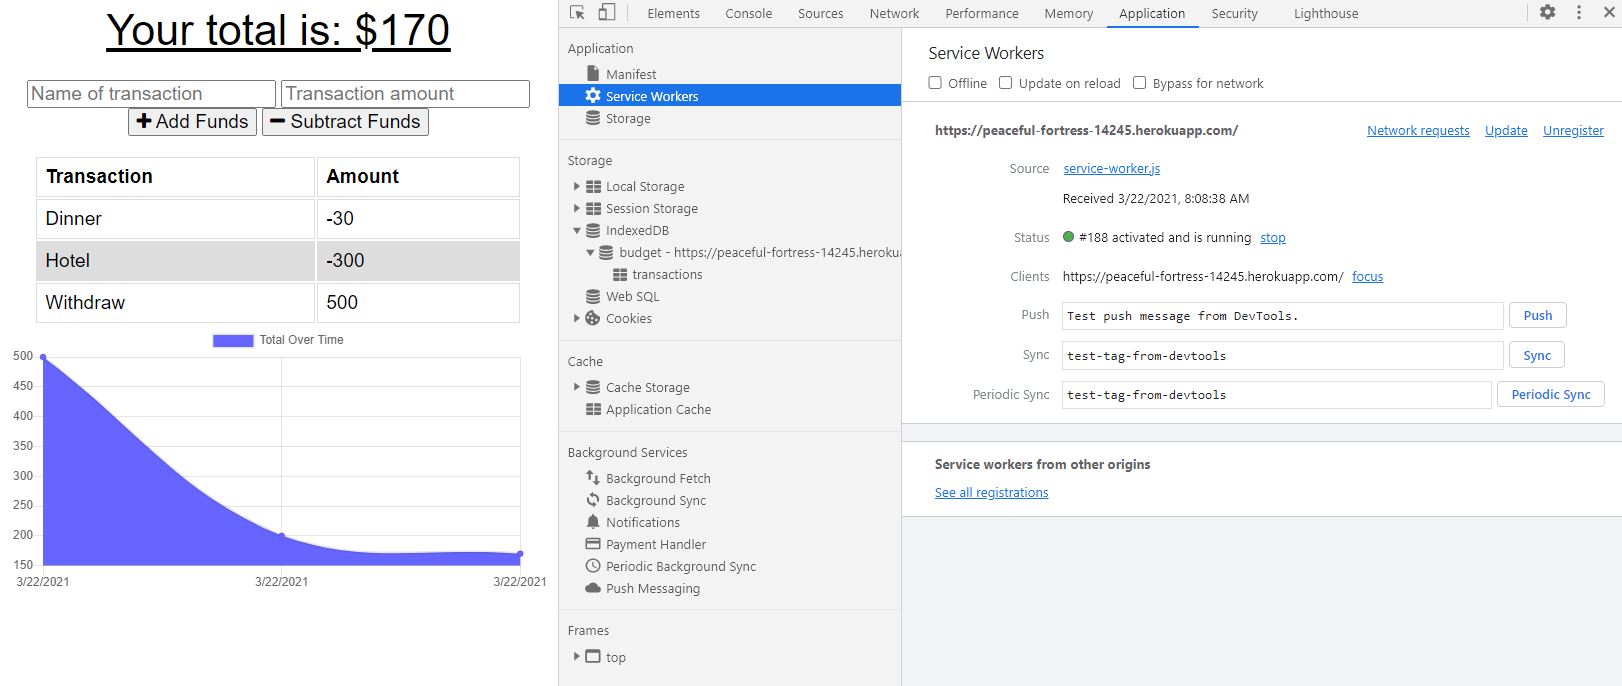 Your total is: $170
Name of transaction Transaction amount
Add Funds Subtract Funds
Transaction Amount
Dinner -30
Hotel -300
Withdraw 500
Total Over Time
500
450
400
350
300
250
200
150
3/22/2021 3/22/2021 3/22/2021
Elements Console Sources Network Performance Memory Application Security Lighthouse
Application
Manifest
Service Workers
Storage
Storage
Local Storage
Session Storage
IndexedDB
budget - https://peaceful-fortress-14245.heroku
transactions
Web SQL
Cookies
Cache
Cache Storage
Application Cache
Background Services
Background Fetch
Background Sync
Notifications
Payment Handler
Periodic Background Sync
Push Messaging
Frames
top
Service Workers
Offline Update on reload Bypass for network
https://peaceful-fortress-14245.herokuapp.com/ Network requests Update Unregister
Source service-worker.js
Received 3/22/2021, 8:08:38 AM
Status #188 activated and is running stop
Clients https://peaceful-fortress-14245.herokuapp.com/ focus
Push Test push message from DevTools. Push
Sync test-tag-from-devtools Sync
Periodic Sync test-tag-from-devtools Periodic Sync
Service workers from other origins
See all registrations